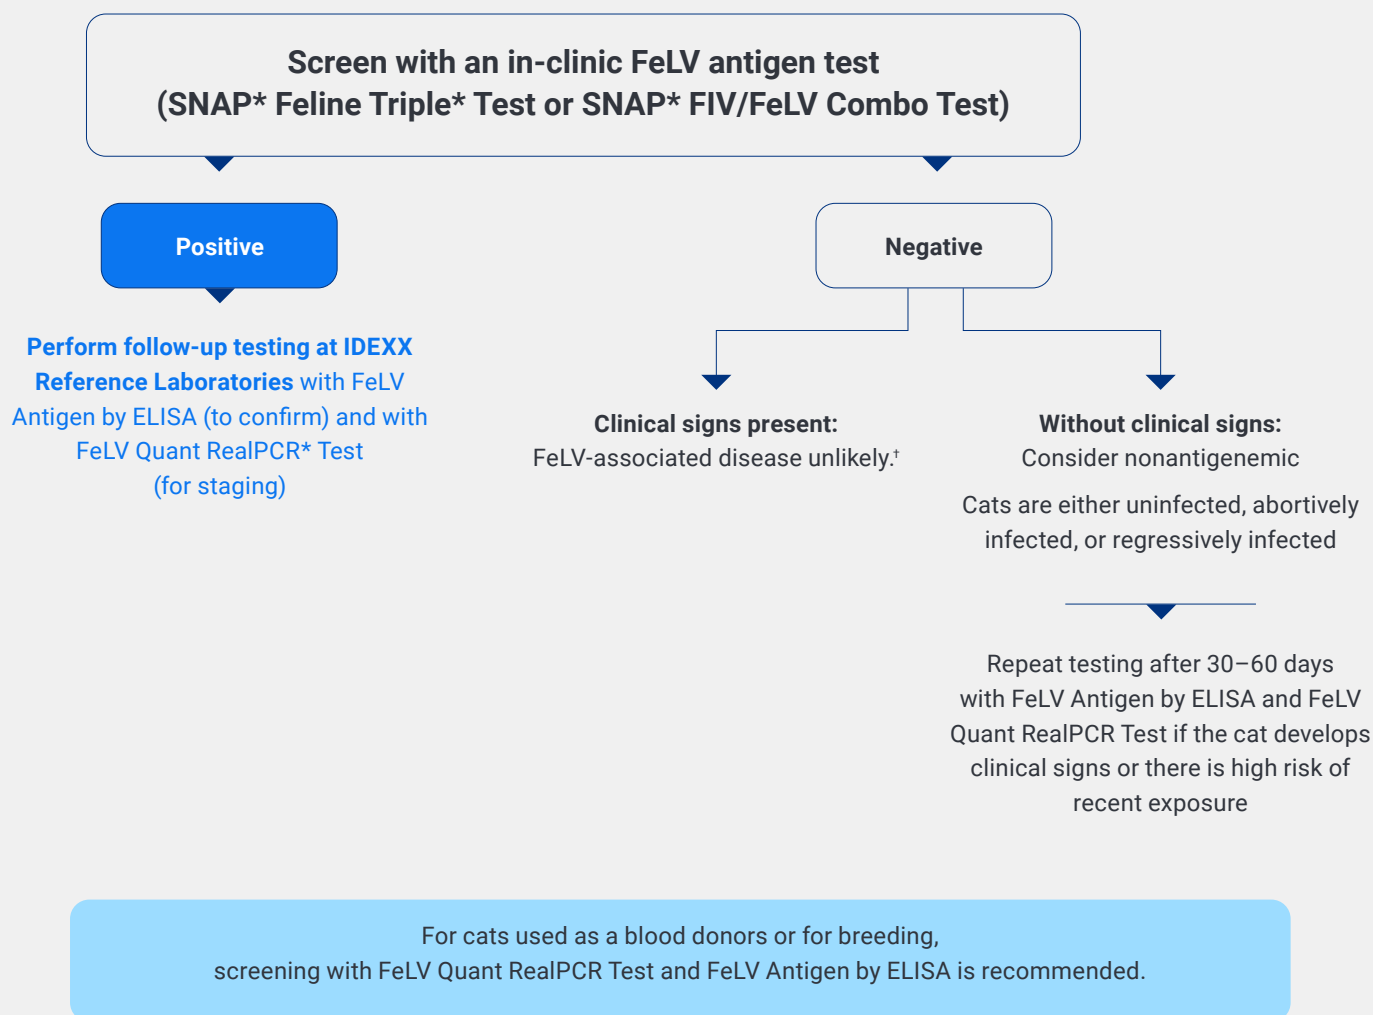 Screen with an in-clinic FeLV antigen test
(SNAP* Feline Triple* Test or SNAP* FIV/FeLV Combo Test)
Positive
Negative
Perform follow-up testing at IDEXX
Reference Laboratories with FeLV
Antigen by ELISA (to confirm) and with
FeLV Quant RealPCR* Test
(for staging)
Clinical signs present:
FeLV-associated disease unlikely.†
Without clinical signs:
Consider nonantigenemic
Cats are either uninfected, abortively
infected, or regressively infected
Repeat testing after 30–60 days
with FeLV Antigen by ELISA and FeLV
Quant RealPCR Test if the cat develops
clinical signs or there is high risk of
recent exposure
For cats used as a blood donors or for breeding,
screening with FeLV Quant RealPCR Test and FeLV Antigen by ELISA is recommended.